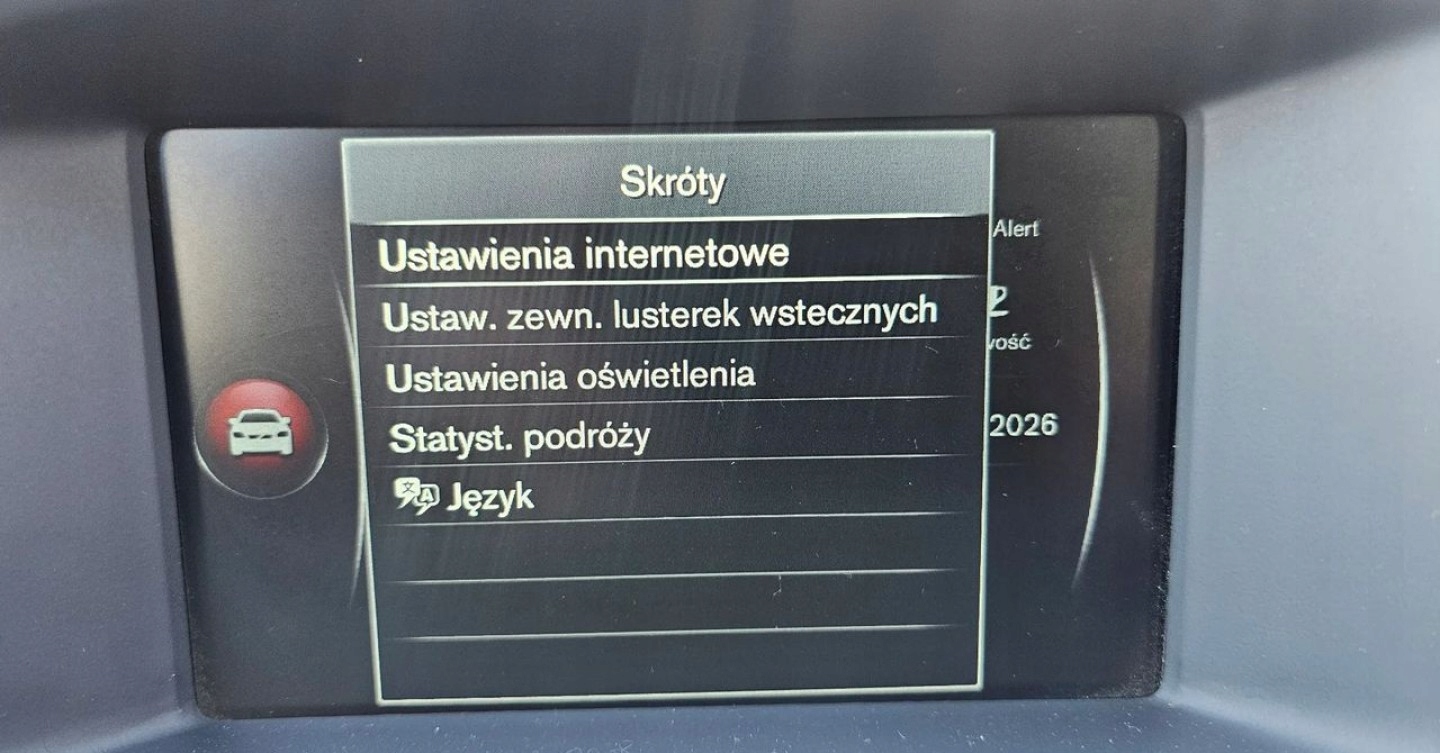 Skróty
Ustawienia internetowe
Ustaw. zewn. lusterek wstecznych
Ustawienia oświetlenia
Statyst. podróży
Język
Alert
2026